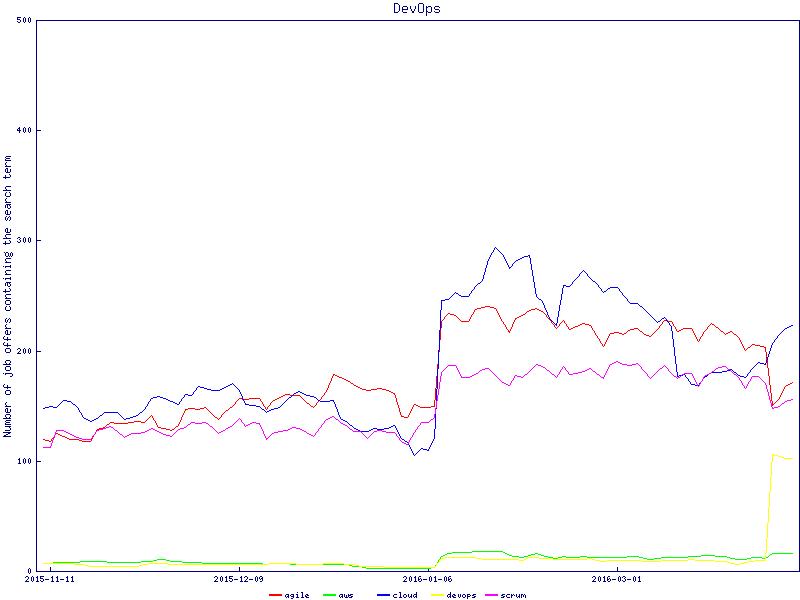 DevOps
Number of job offers containing the search term
500
400
300
200
100
0
2015-11-11 2015-12-09 2016-01-06 2016-03-01
agile aws cloud devops scrum